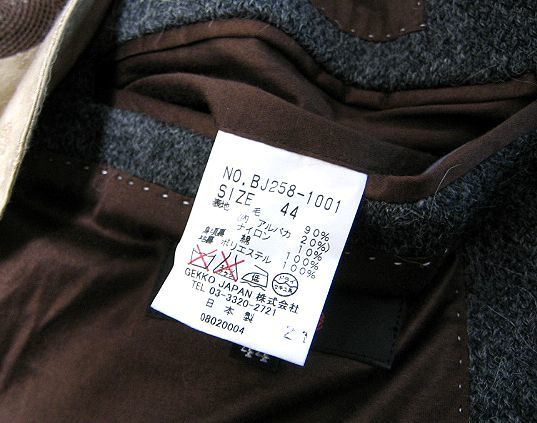 NO. BJ258-1001
SIZE 44
表地 毛 90%
(内 アルパカ 20%)
ナイロン 10%
綿 100%
ポリエステル 100%
GEKKO JAPAN 株式会社
TEL 03-3320-2721
日本製
08020004
44